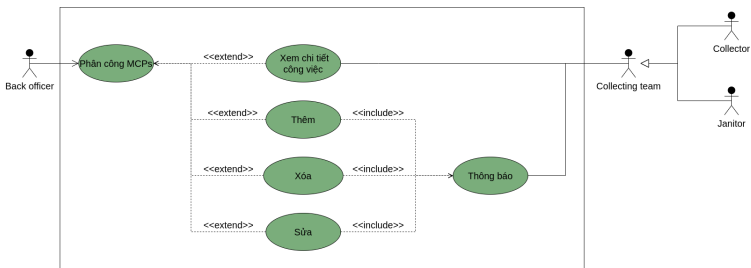 <<extend>>
Xem chi tiết
công việc
Phân công MCPs
Back officer
Collecting team
Collector
<<extend>>
Thêm
<<include>>
Janitor
<<extend>>
Xóa
<<include>>
Thông báo
<<extend>>
Sửa
<<include>>